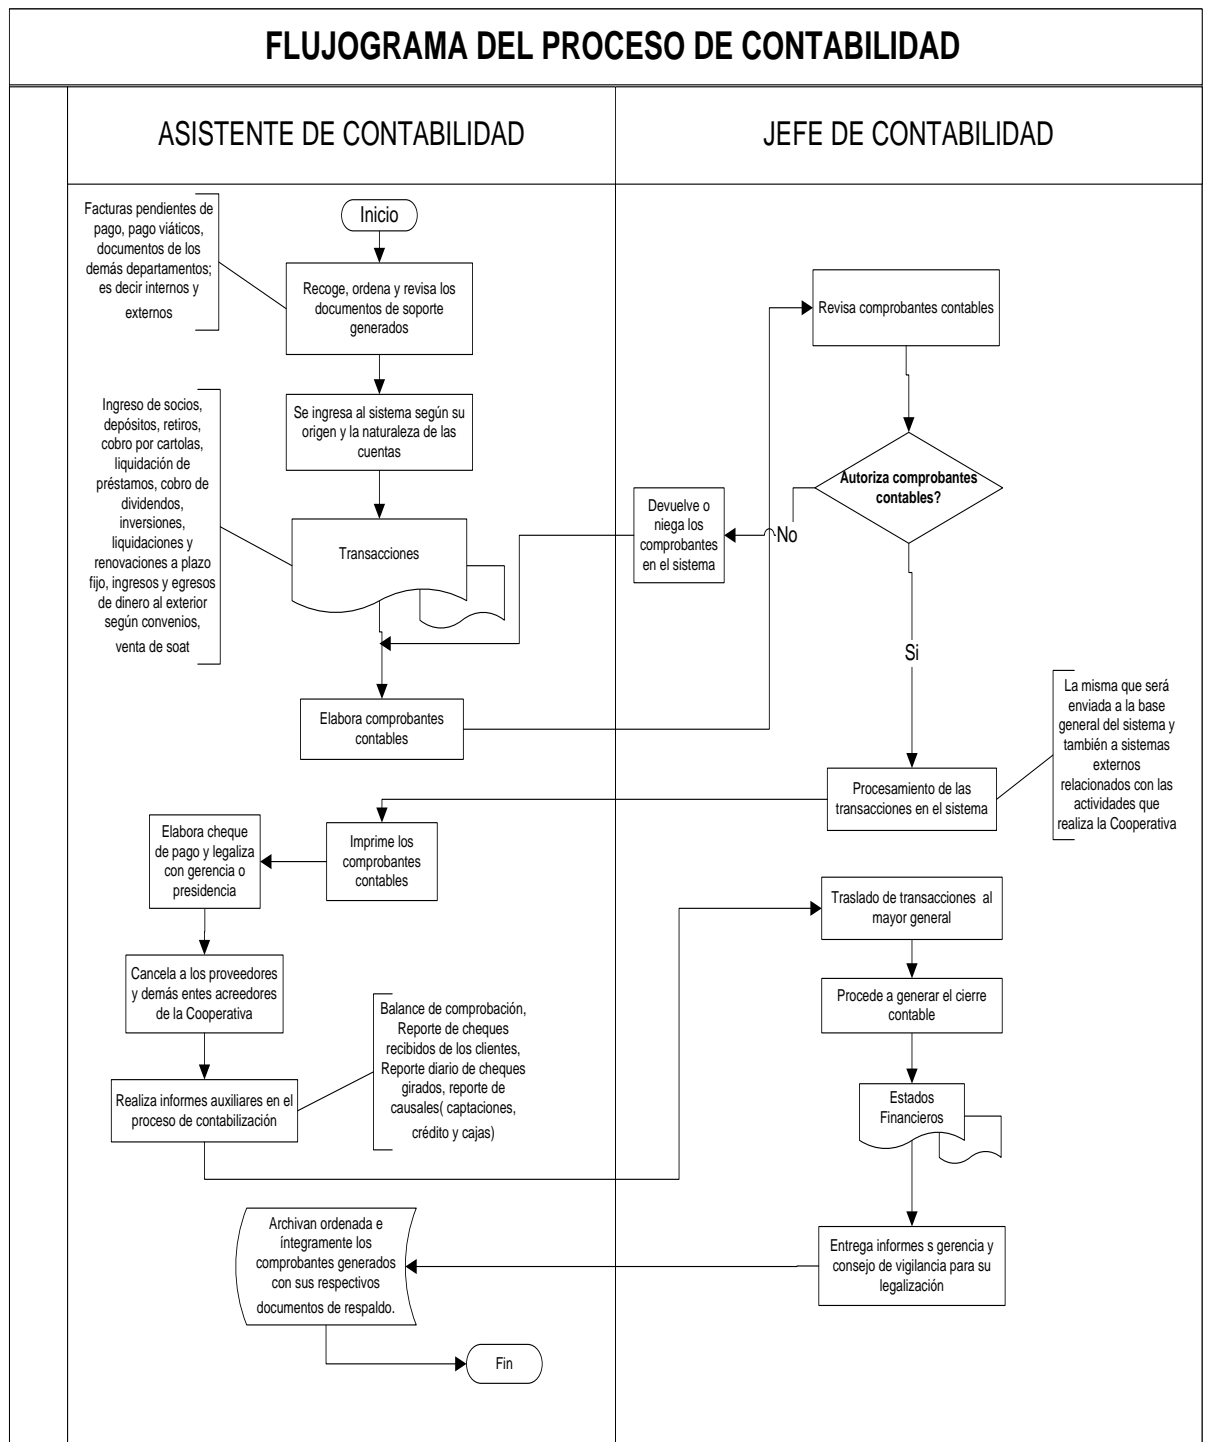 FLUJOGRAMA DEL PROCESO DE CONTABILIDAD
ASISTENTE DE CONTABILIDAD
JEFE DE CONTABILIDAD
Facturas pendientes de
pago, pago viáticos,
documentos de los
demás departamentos;
es decir internos y
externos
Inicio
Recoge, ordena y revisa los
documentos de soporte
generados
Revisa comprobantes contables
Ingreso de socios,
depósitos, retiros,
cobro por cartolas,
liquidación de
préstamos, cobro de
dividendos,
inversiones,
liquidaciones y
renovaciones a plazo
fijo, ingresos y egresos
de dinero al exterior
según convenios,
venta de soat
Se ingresa al sistema según su
origen y la naturaleza de las
cuentas
Autoriza comprobantes
contables?
Transacciones
Devuelve o
niega los
comprobantes
en el sistema
No
Si
Elabora comprobantes
contables
La misma que será
enviada a la base
general del sistema y
también a sistemas
externos
relacionados con las
actividades que
realiza la Cooperativa
Procesamiento de las
transacciones en el sistema
Elabora cheque
de pago y legaliza
con gerencia o
presidencia
Imprime los
comprobantes
contables
Traslado de transacciones al
mayor general
Cancela a los proveedores
y demás entes acreedores
de la Cooperativa
Procede a generar el cierre
contable
Balance de comprobación,
Reporte de cheques
recibidos de los clientes,
Reporte diario de cheques
girados, reporte de
causales( captaciones,
crédito y cajas)
Realiza informes auxiliares en el
proceso de contabilización
Estados
Financieros
Archivan ordenada e
íntegramente los
comprobantes generados
con sus respectivos
documentos de respaldo.
Entrega informes s gerencia y
consejo de vigilancia para su
legalización
Fin